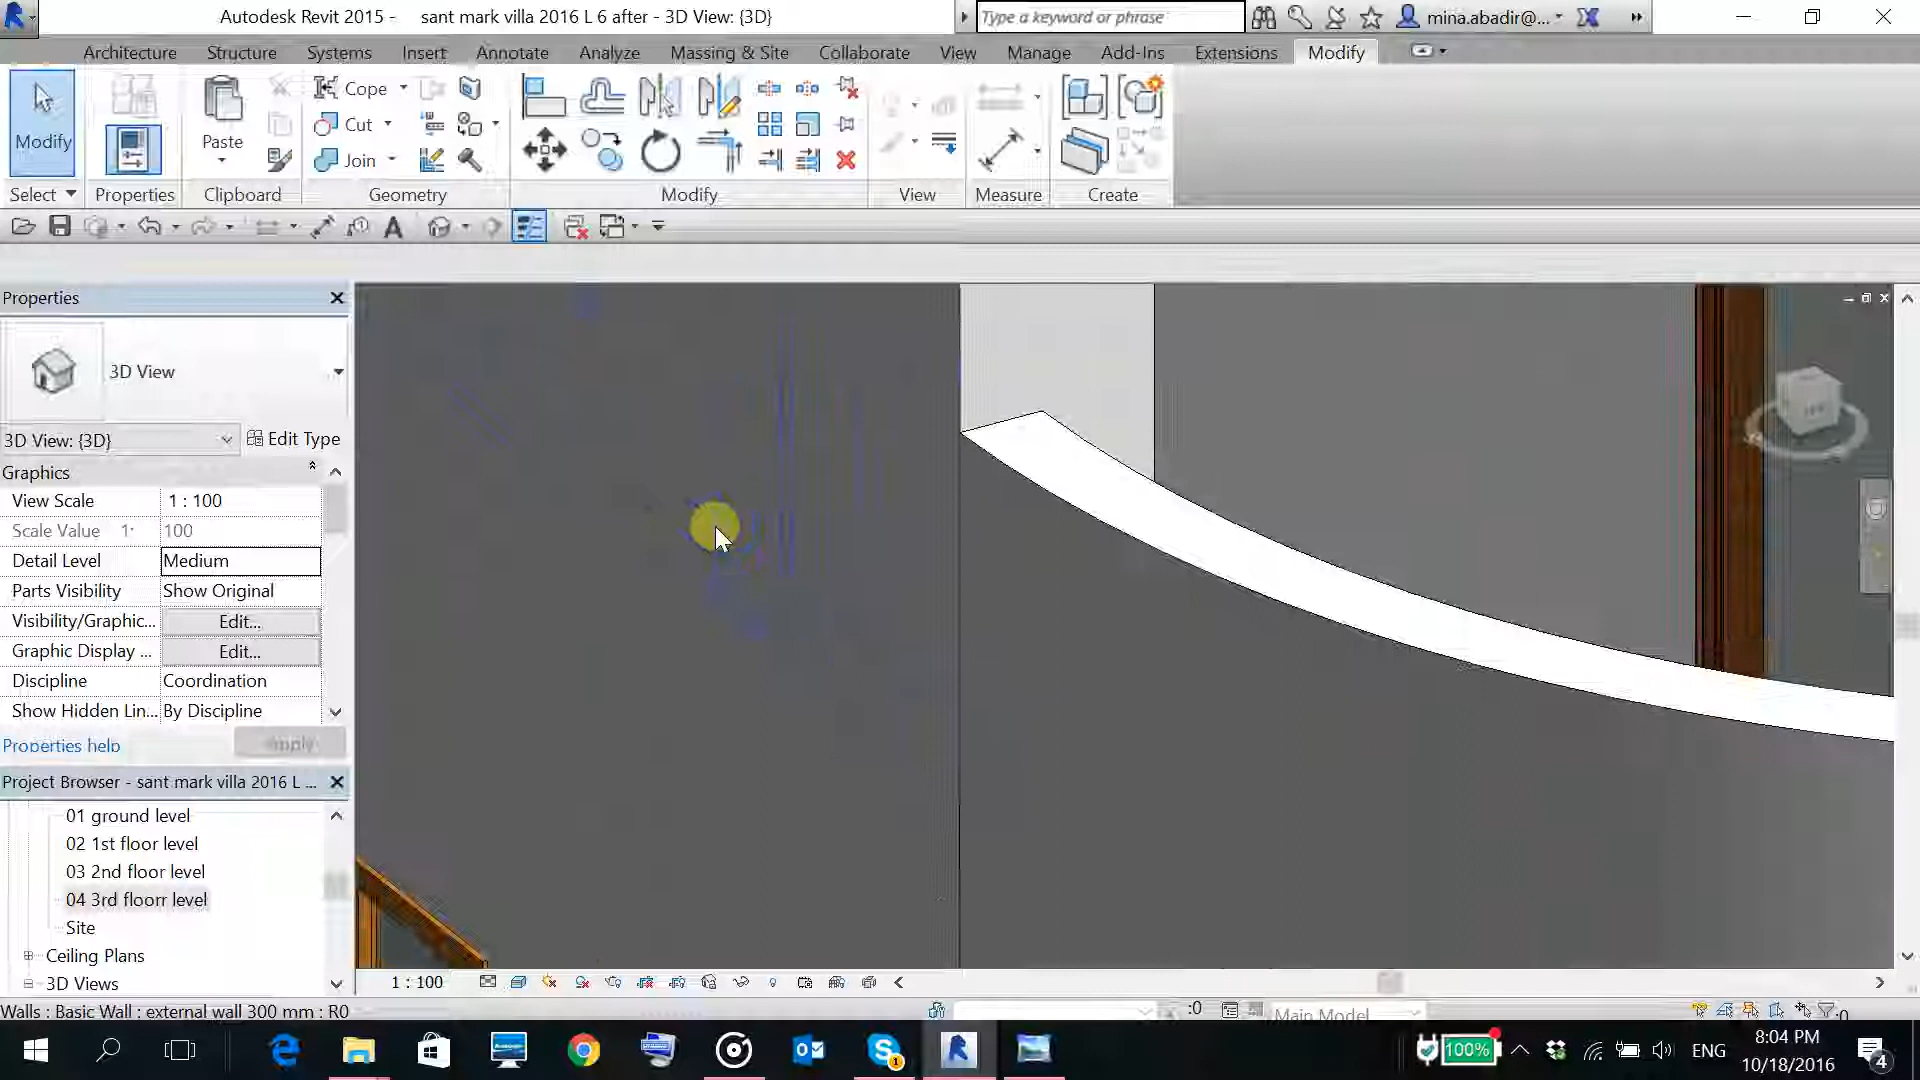 Autodesk Revit 2015 - sant mark villa 2016 L 6 after - 3D View: {3D}
Type a keyword or phrase
mina.abadir@...
Architecture Structure Systems Insert Annotate Analyze Massing & Site Collaborate View Manage Add-Ins Extensions Modify
Modify
Paste
Cope
Cut
Join
Select Properties Clipboard Geometry Modify View Measure Create
A
Properties
3D View
3D View: {3D}
Edit Type
Graphics
View Scale 1 : 100
Scale Value 1: 100
Detail Level Medium
Parts Visibility Show Original
Visibility/Graphic... Edit...
Graphic Display ... Edit...
Discipline Coordination
Show Hidden Lin... By Discipline
Properties help
Apply
Project Browser - sant mark villa 2016 L ...
01 ground level
02 1st floor level
03 2nd floor level
04 3rd floorr level
Site
Ceiling Plans
3D Views
1 : 100
Walls : Basic Wall : external wall 300 mm : R0
:0
Main Model
:0
100%
ENG
8:04 PM
10/18/2016
1
4